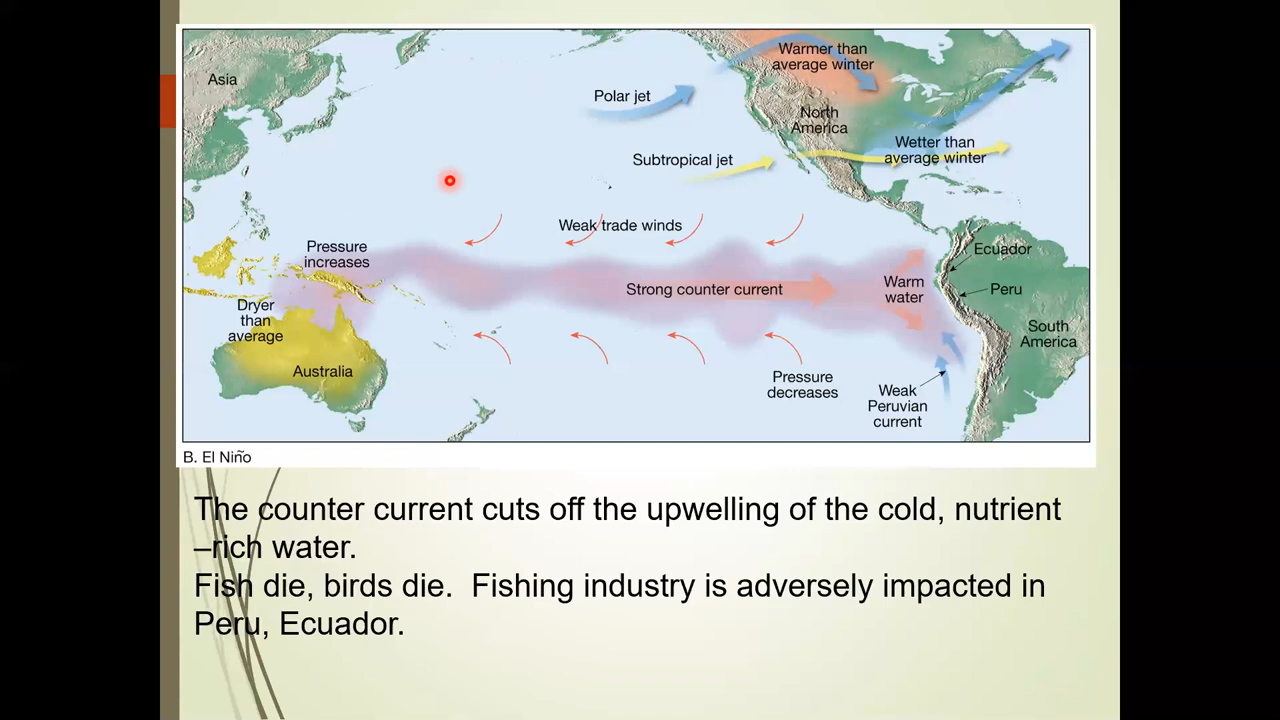 Asia
Polar jet
Warmer than
average winter
North
America
Subtropical jet
Wetter than
average winter
Weak trade winds
Pressure
increases
Ecuador
Strong counter current
Warm
water
Peru
Dryer
than
average
South
America
Australia
Pressure
decreases
Weak
Peruvian
current
B. El Niño
The counter current cuts off the upwelling of the cold, nutrient
–rich water.
Fish die, birds die.  Fishing industry is adversely impacted in
Peru, Ecuador.